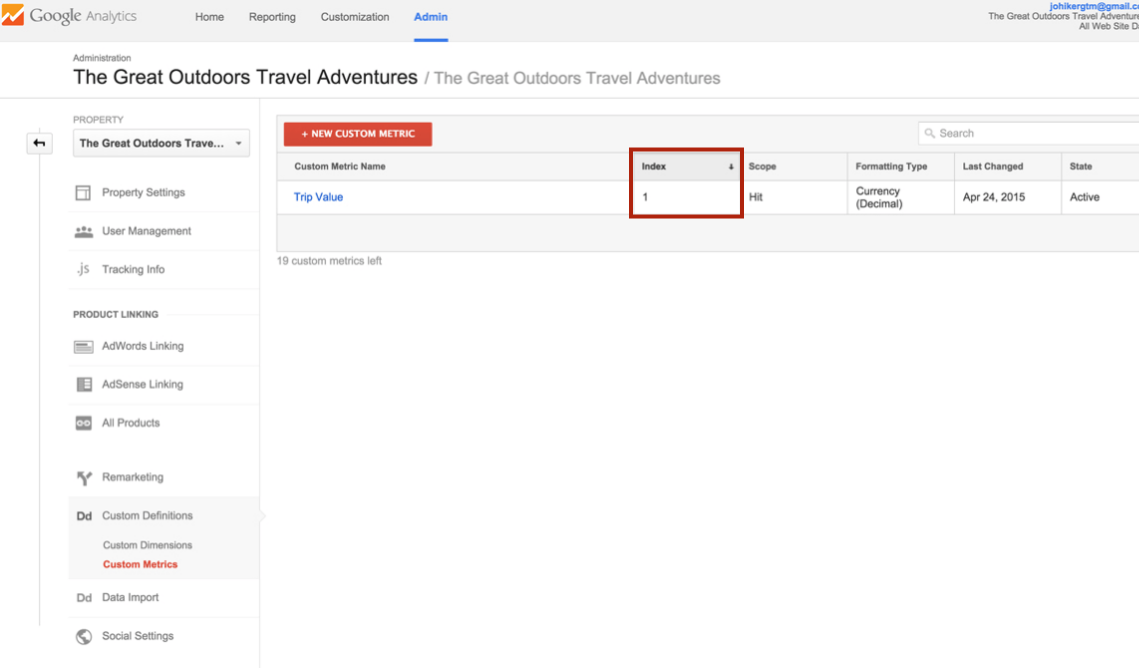 Google Analytics
Home Reporting Customization Admin
The Great Outdoors Travel
All Web Site
Administration
The Great Outdoors Travel Adventures / The Great Outdoors Travel Adventures
PROPERTY
The Great Outdoors Trave...
Property Settings
User Management
.js Tracking Info
PRODUCT LINKING
AdWords Linking
AdSense Linking
All Products
Remarketing
Dd Custom Definitions
Custom Dimensions
Custom Metrics
Dd Data Import
Social Settings
+ NEW CUSTOM METRIC
Search
Custom Metric Name Index Scope Formatting Type Last Changed State
Trip Value 1 Hit Currency Apr 24, 2015 Active
(Decimal)
19 custom metrics left